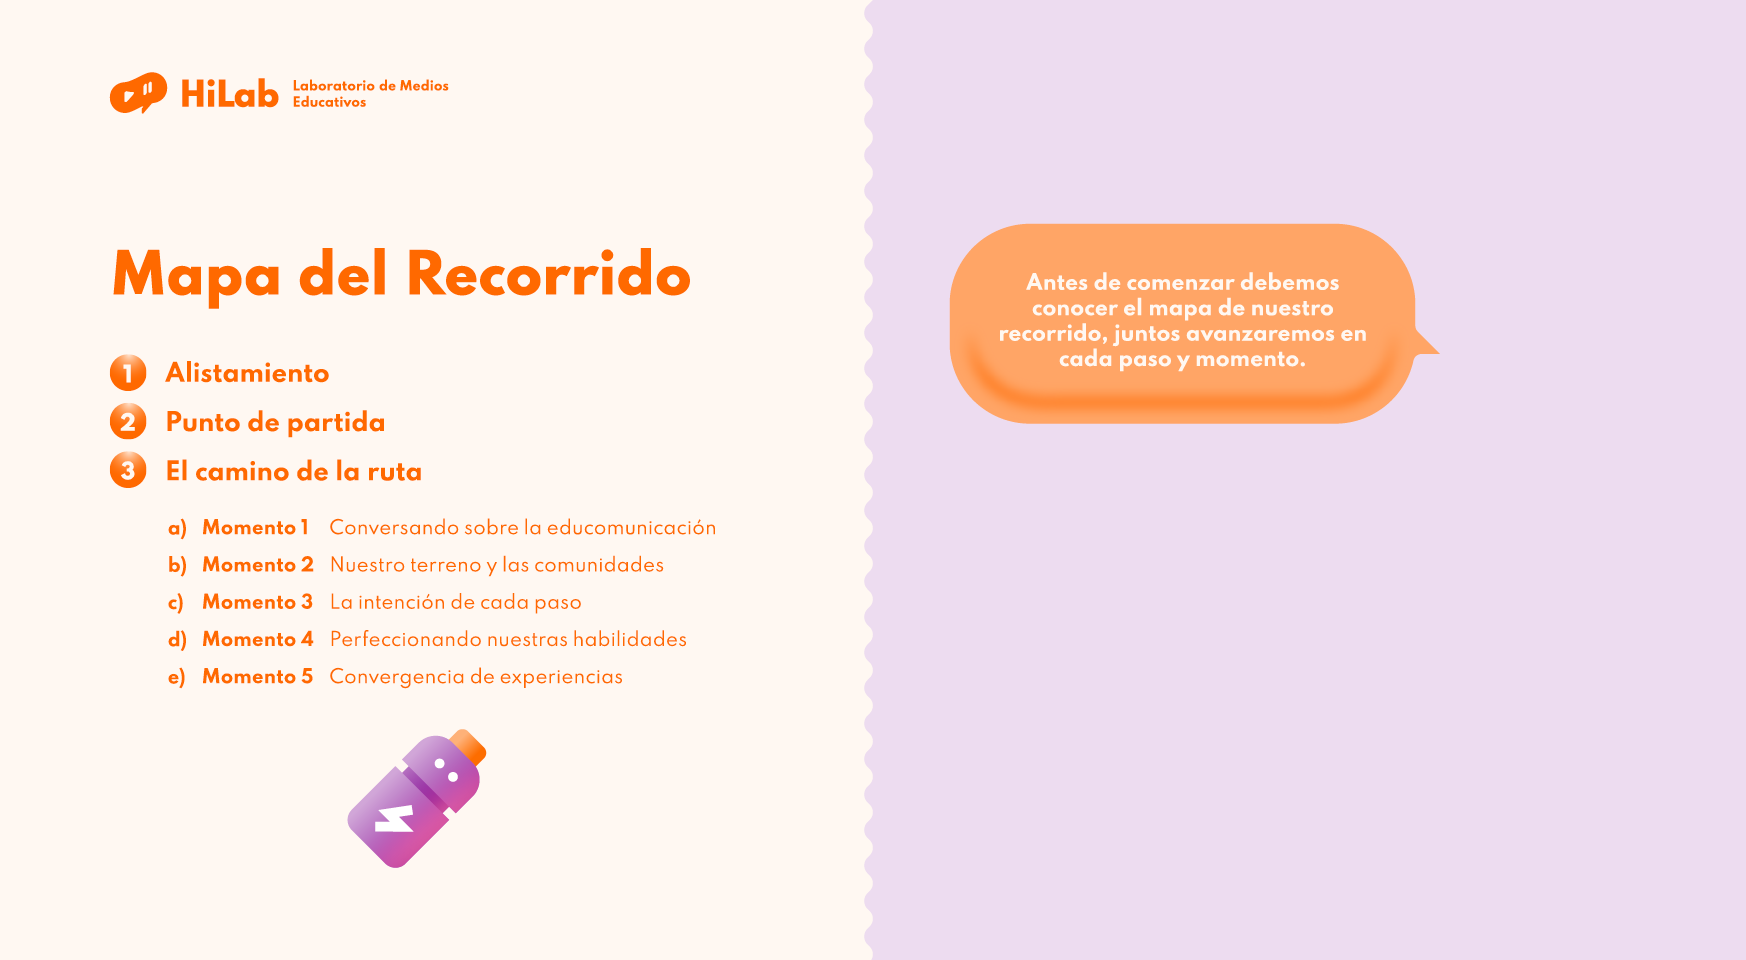 HiLab
Laboratorio de Medios
Educativos
Mapa del Recorrido
1 Alistamiento
2 Punto de partida
3 El camino de la ruta
a) Momento 1 Conversando sobre la educomunicación
b) Momento 2 Nuestro terreno y las comunidades
c) Momento 3 La intención de cada paso
d) Momento 4 Perfeccionando nuestras habilidades
e) Momento 5 Convergencia de experiencias
Antes de comenzar debemos
conocer el mapa de nuestro
recorrido, juntos avanzaremos en
cada paso y momento.